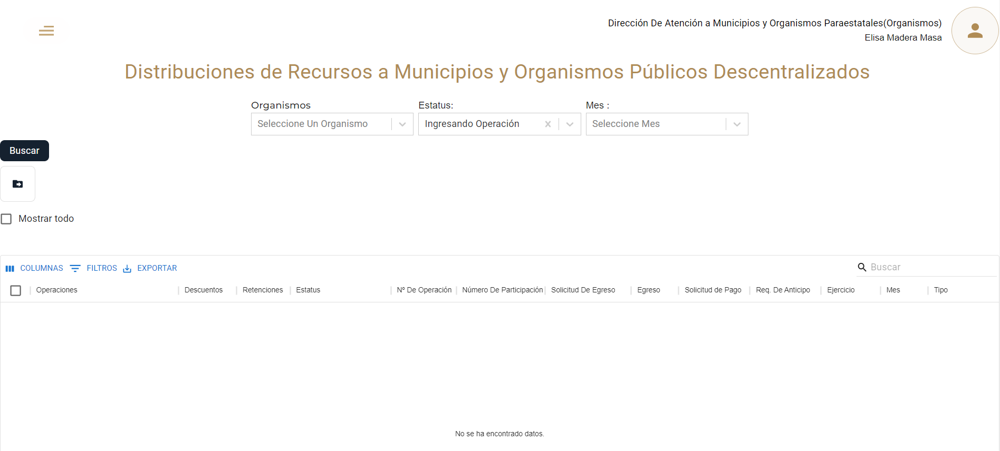 Dirección De Atención a Municipios y Organismos Paraestatales(Organismos)
Elisa Madera Masa
Distribuciones de Recursos a Municipios y Organismos Públicos Descentralizados
Organismos Estatus: Mes :
Seleccione Un Organismo Ingresando Operación Seleccione Mes
Buscar
Mostrar todo
COLUMNAS FILTROS EXPORTAR Buscar
Operaciones Descuentos Retenciones Estatus Nº De Operación Número De Participación Solicitud De Egreso Egreso Solicitud de Pago Req. De Anticipo Ejercicio Mes Tipo
No se ha encontrado datos.